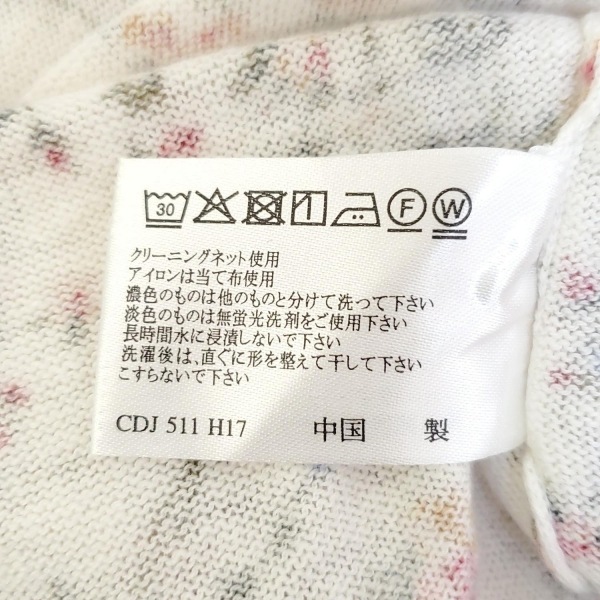 30 F W
クリーニングネット使用
アイロンは当て布使用
濃色のものは他のものと分けて洗って下さい
淡色のものは無蛍光洗剤をご使用下さい
長時間水に浸漬しないで下さい
洗濯後は、直ぐに形を整えて干して下さい
こすらないで下さい
CDJ 511 H17 中国 製